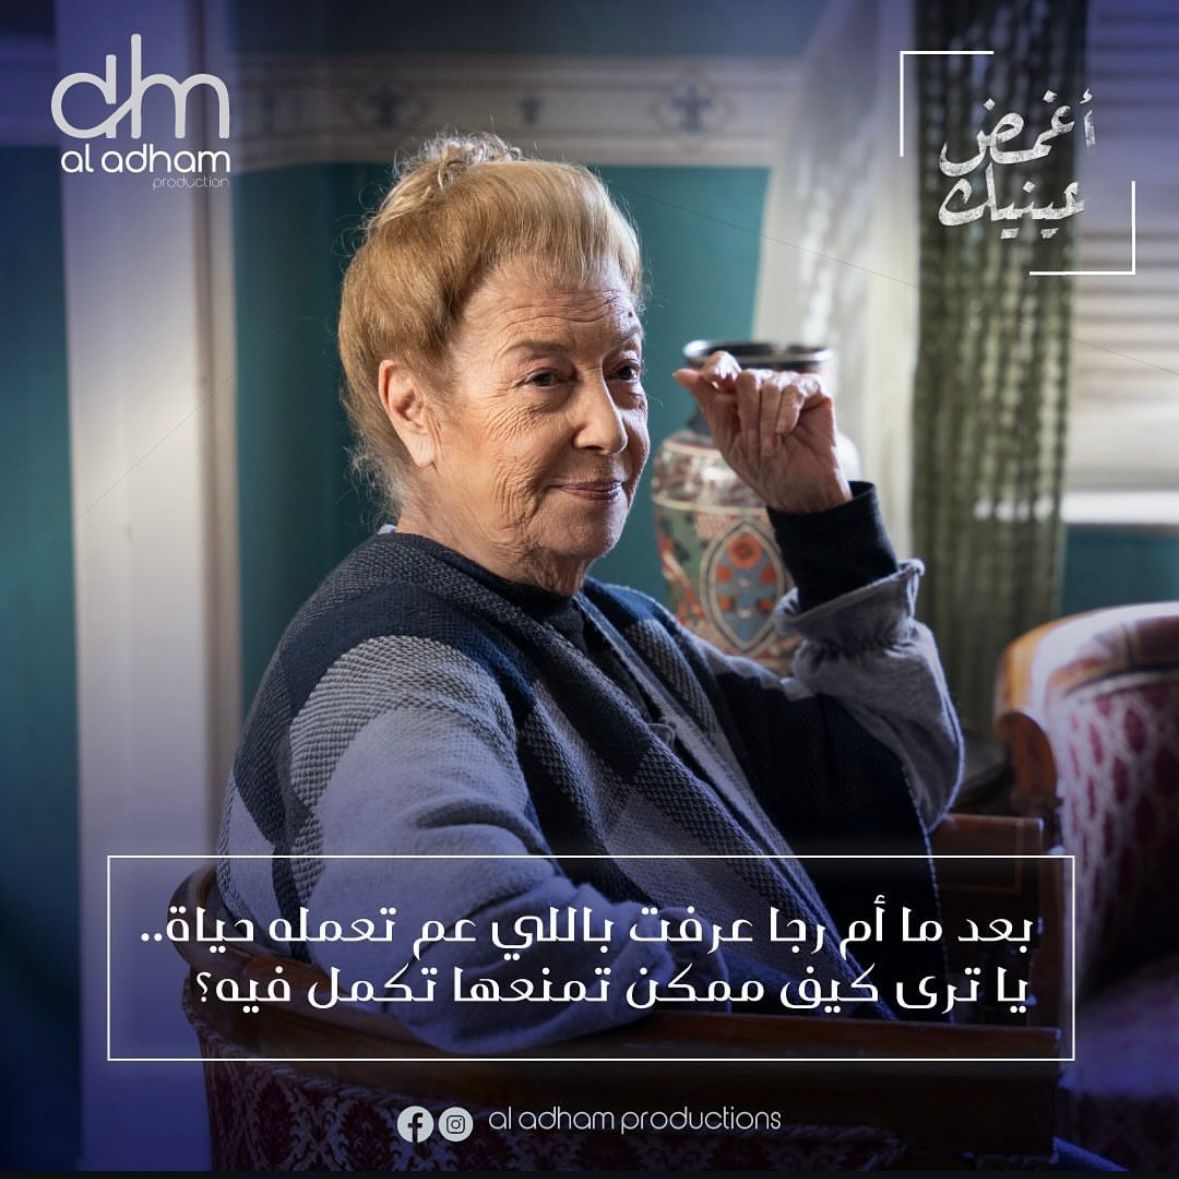 dm
al adham
production
أغمض
عينيك
بعد ما أم رجا عرفت باللي عم تعمله حياة..
يا ترى كيف ممكن تمنعها تكمل فيه؟
al adham productions